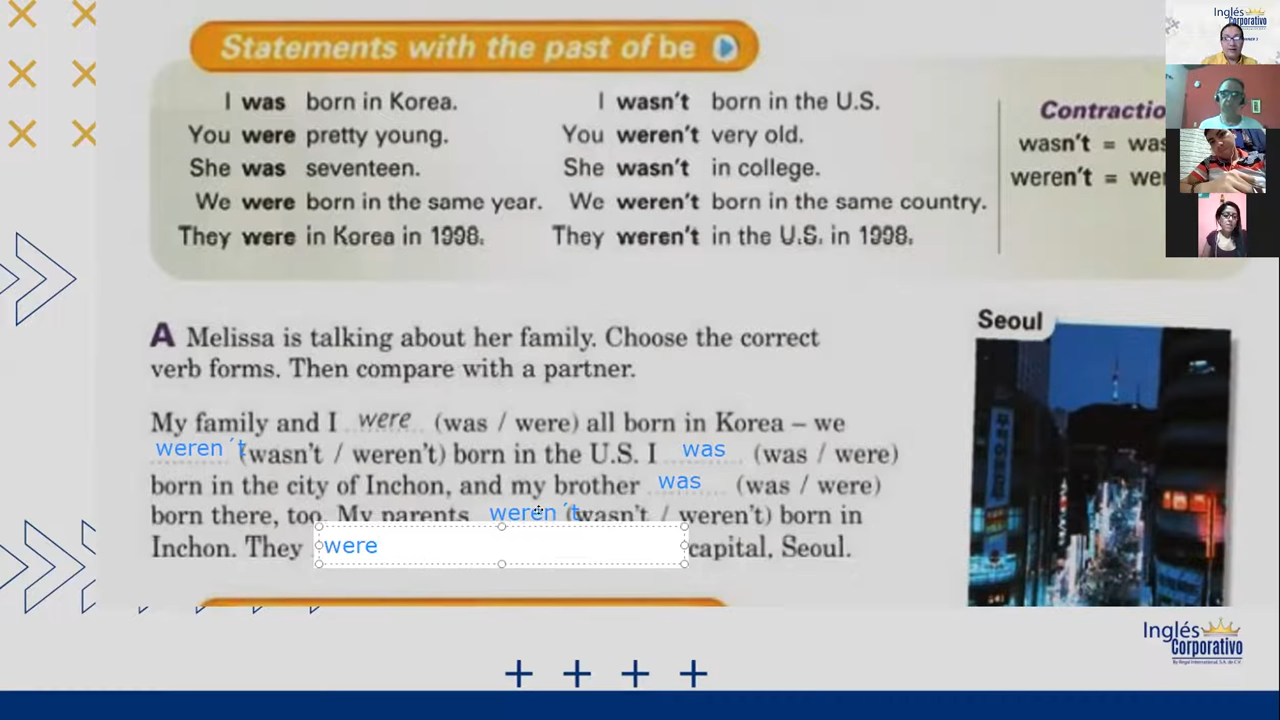 Inglés
Corporativo
Statements with the past of be
I was born in Korea.
You were pretty young.
She was seventeen.
We were born in the same year.
They were in Korea in 1998.
I wasn't born in the U.S.
You weren't very old.
She wasn't in college.
We weren't born in the same country.
They weren't in the U.S. in 1998.
Contractio
wasn't = was
weren't = wer
A Melissa is talking about her family. Choose the correct
verb forms. Then compare with a partner.
My family and I were (was / were) all born in Korea – we
weren´t (wasn't / weren't) born in the U.S. I was (was / were)
born in the city of Inchon, and my brother was (was / were)
born there, too. My parents weren´t (wasn't / weren't) born in
Inchon. They were capital, Seoul.
Seoul
Inglés
Corporativo